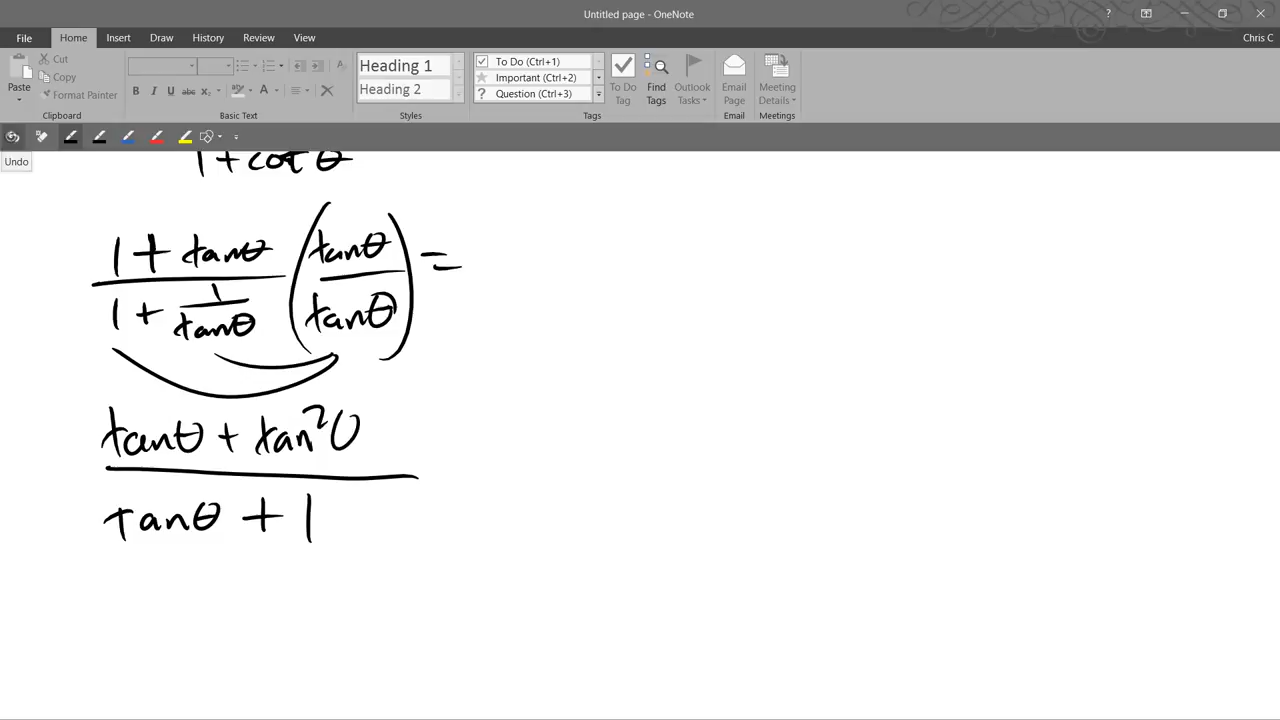 Untitled page - OneNote
?
File Home Insert Draw History Review View Chris C
Paste
Cut
Copy
Format Painter
Clipboard
B I U abc x₂ A
Basic Text
Heading 1
Heading 2
Styles
To Do (Ctrl+1)
Important (Ctrl+2)
? Question (Ctrl+3)
To Do Tag
Find Tags
Tags
Outlook Tasks
Email Page
Email
Meeting Details
Meetings
Undo
1 + cot θ
1 + tanθ / (1 + 1/tanθ) (tanθ / tanθ) =
tanθ + tan²θ
tanθ + 1